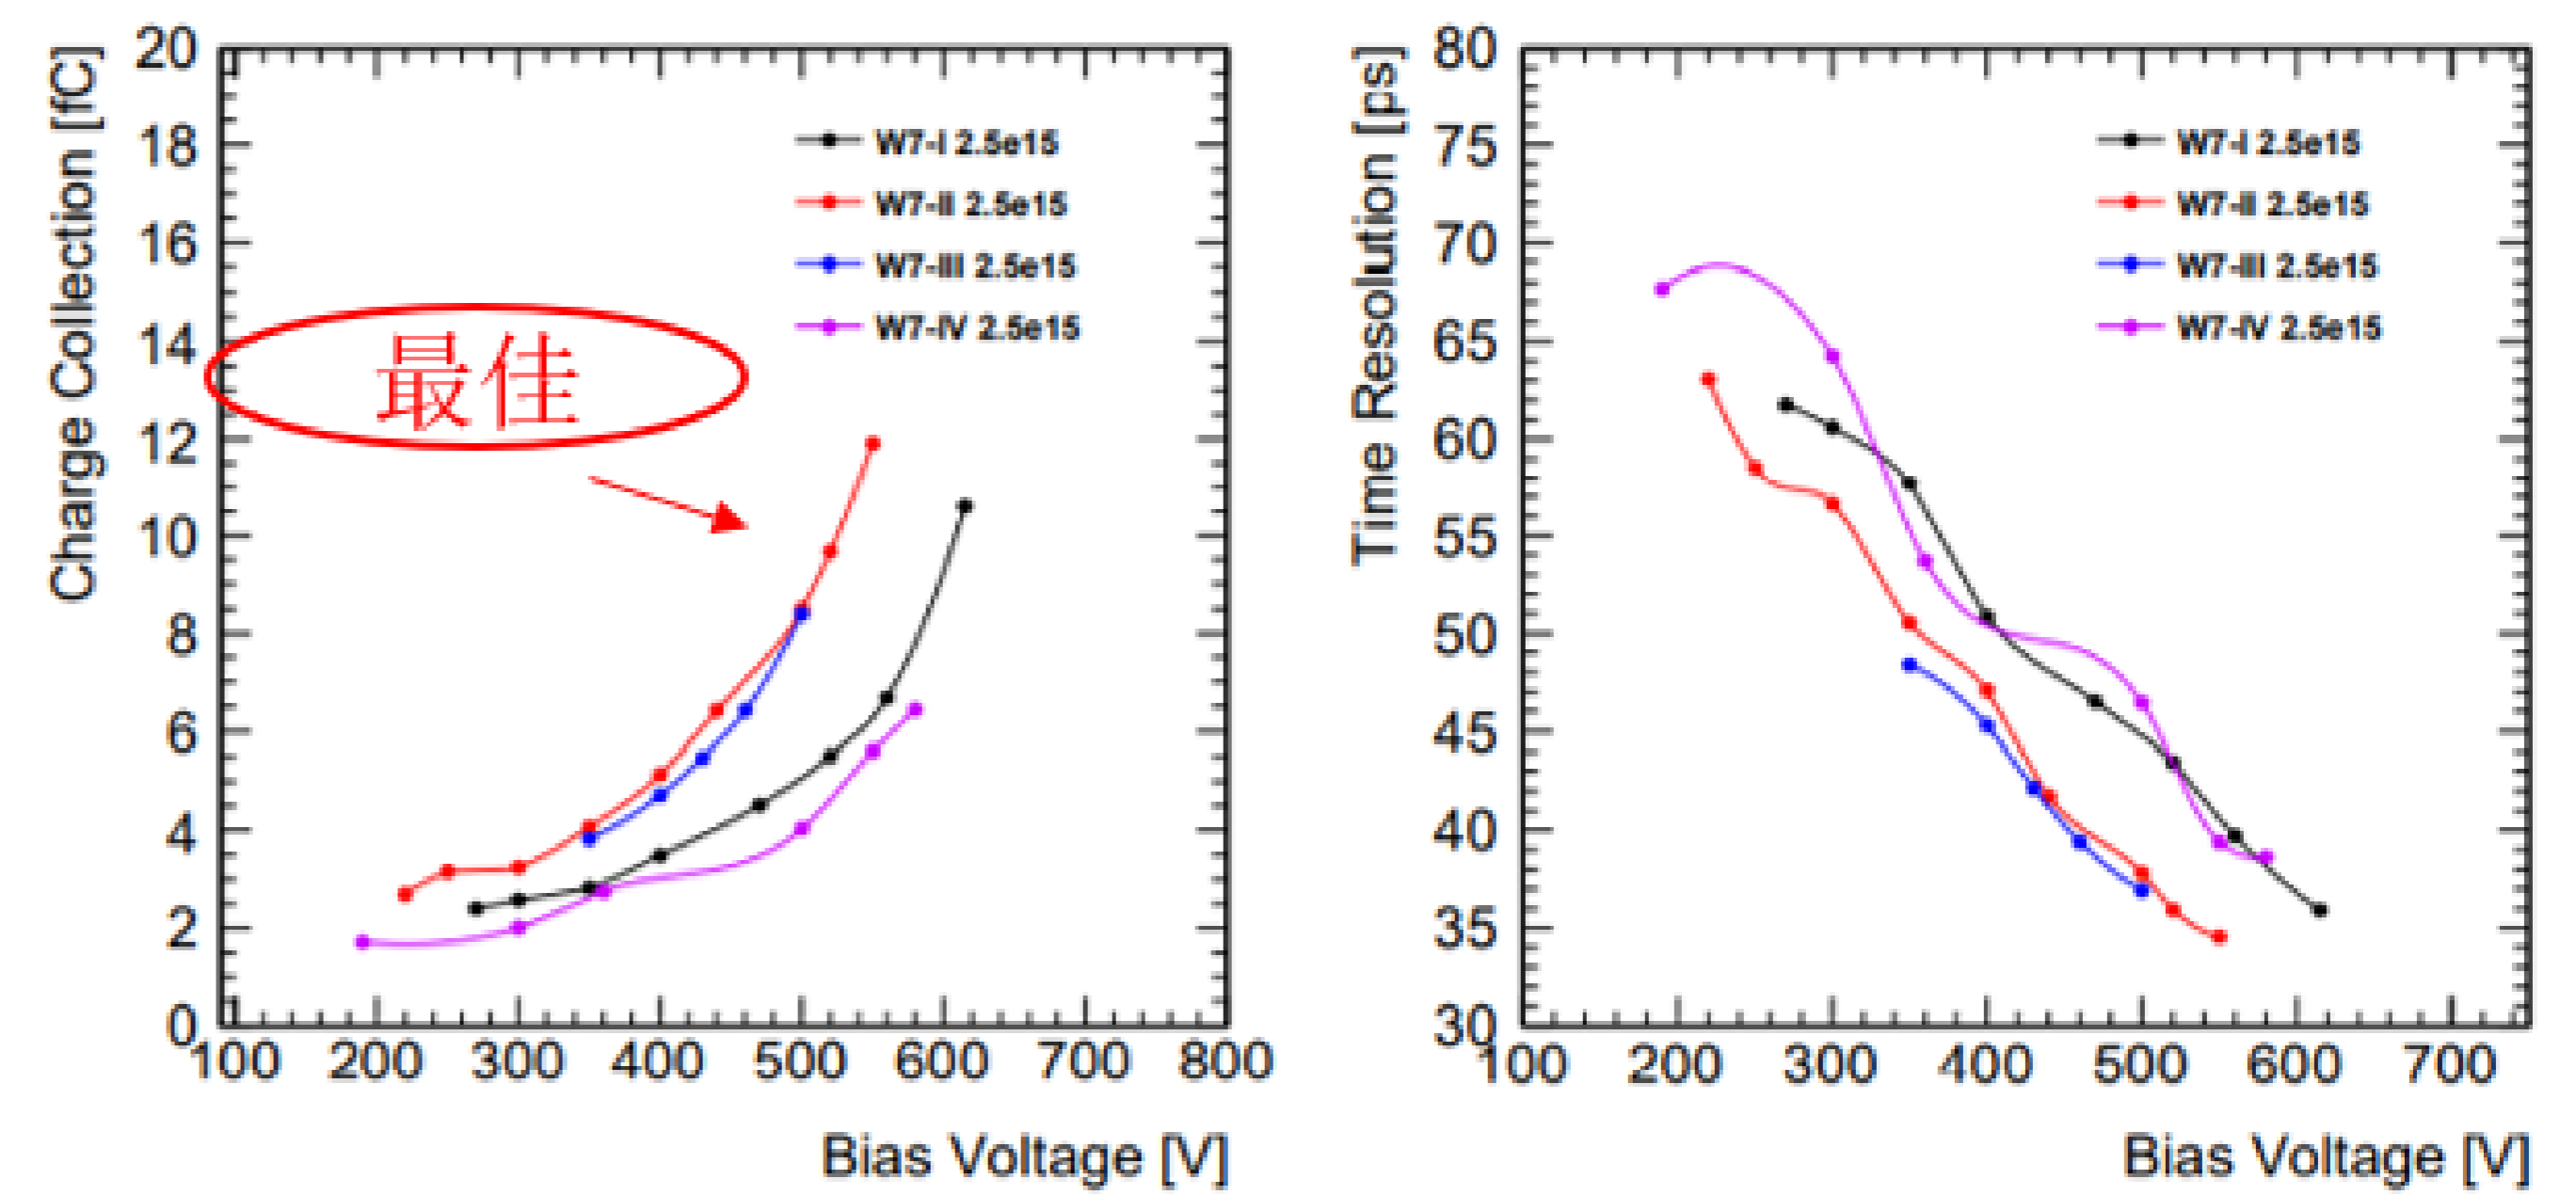 Charge Collection [fC]
20
18
16
14
12
10
8
6
4
2
0
W7-I 2.5e15
W7-II 2.5e15
W7-III 2.5e15
W7-IV 2.5e15
最佳
100 200 300 400 500 600 700 800
Bias Voltage [V]
Time Resolution [ps]
80
75
70
65
60
55
50
45
40
35
30
W7-I 2.5e15
W7-II 2.5e15
W7-III 2.5e15
W7-IV 2.5e15
100 200 300 400 500 600 700
Bias Voltage [V]